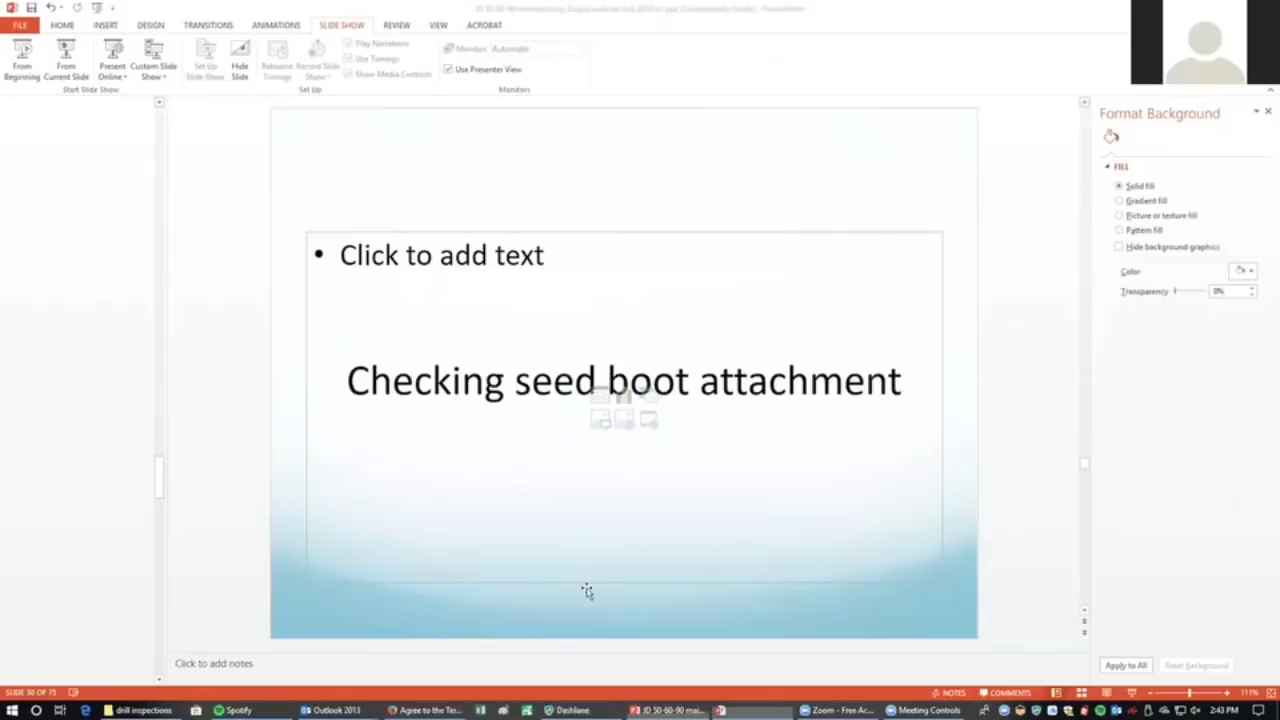 FILE HOME INSERT DESIGN TRANSITIONS ANIMATIONS SLIDE SHOW REVIEW VIEW ACROBAT
From Beginning
From Current Slide
Present Online
Custom Slide Show
Set Up Slide Show
Hide Slide
Rehearse Timings
Record Slide Show
Play Narrations
Use Timings
Show Media Controls
Monitor: Automatic
Use Presenter View
Start Slide Show
Set Up
Monitors
Format Background
FILL
Solid fill
Gradient fill
Picture or texture fill
Pattern fill
Hide background graphics
Color
Transparency 0%
• Click to add text
Checking seed boot attachment
Click to add notes
Apply to All Reset Background
SLIDE 30 OF 75 NOTES COMMENTS 111%
drill inspections Spotify Outlook 2013 Agree to the Te... Dashlane JD 50-60-90 mai... Zoom - Free Ac... Meeting Controls 2:43 PM